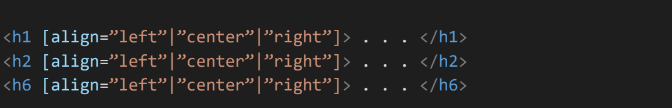 <h1 [align=”left”|”center”|”right”]> . . . </h1>
<h2 [align=”left”|”center”|”right”]> . . . </h2>
<h6 [align=”left”|”center”|”right”]> . . . </h6>